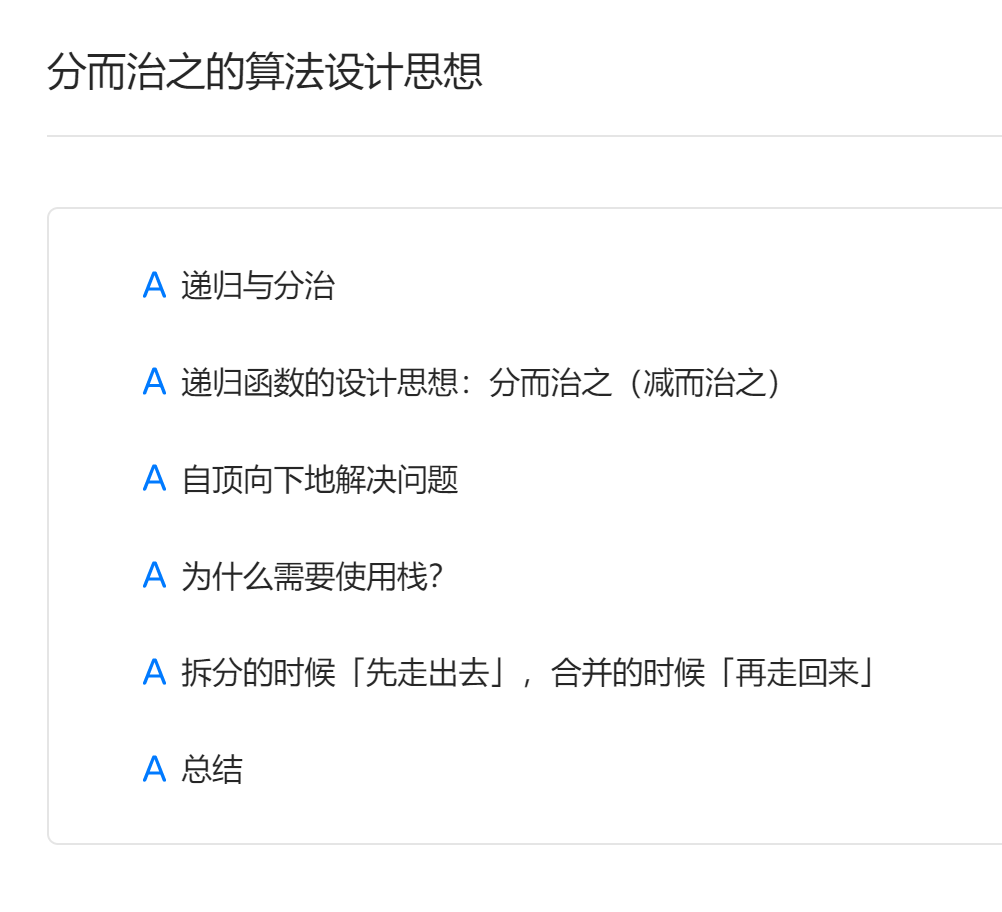 分而治之的算法设计思想
A 递归与分治
A 递归函数的设计思想：分而治之（减而治之）
A 自顶向下地解决问题
A 为什么需要使用栈？
A 拆分的时候「先走出去」，合并的时候「再走回来」
A 总结